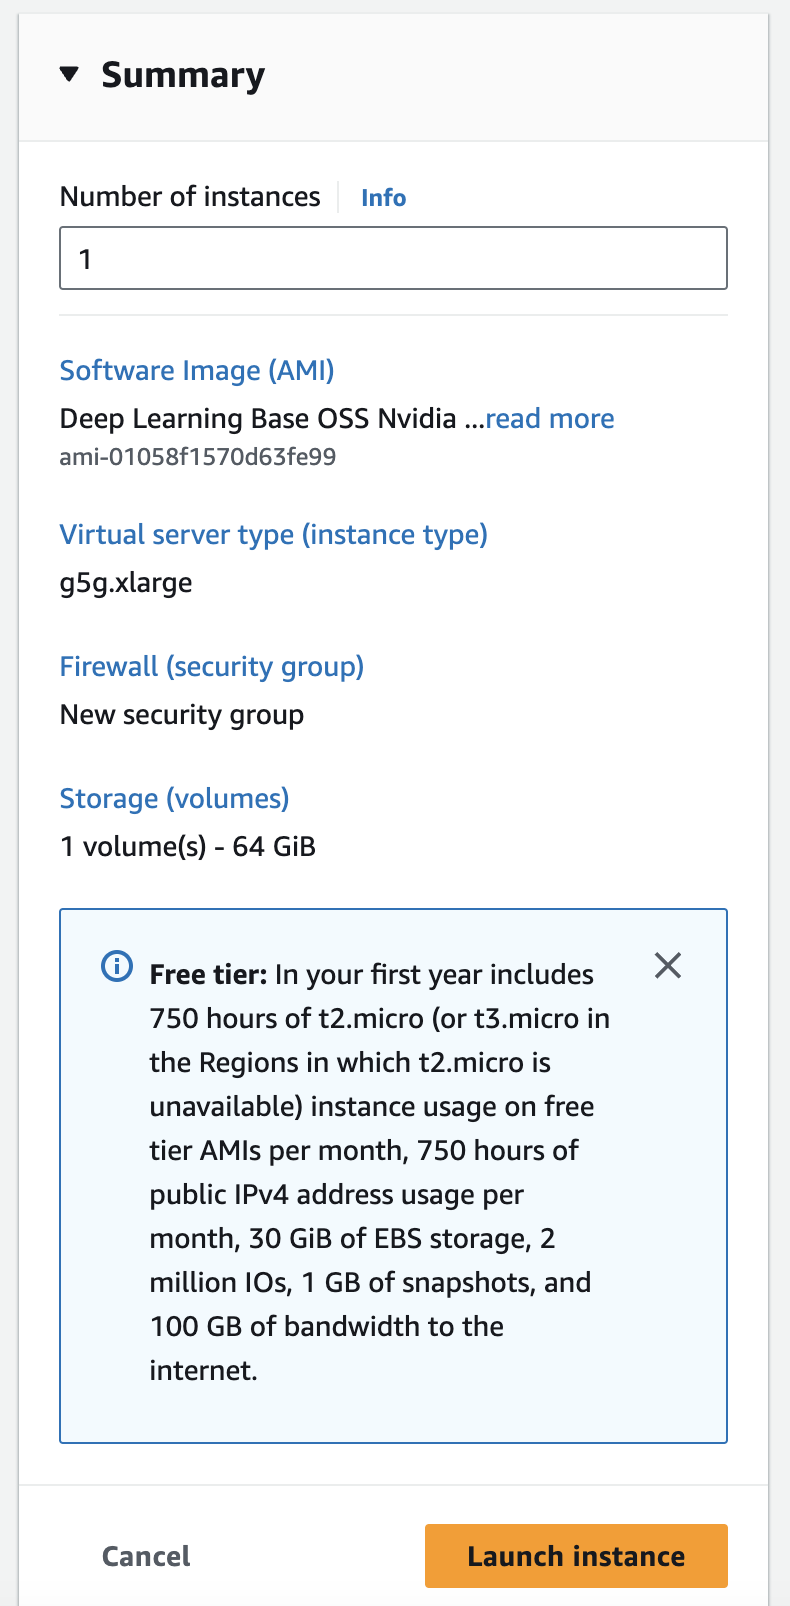 Summary
Number of instances Info
1
Software Image (AMI)
Deep Learning Base OSS Nvidia ...read more
ami-01058f1570d63fe99
Virtual server type (instance type)
g5g.xlarge
Firewall (security group)
New security group
Storage (volumes)
1 volume(s) - 64 GiB
Free tier: In your first year includes
750 hours of t2.micro (or t3.micro in
the Regions in which t2.micro is
unavailable) instance usage on free
tier AMIs per month, 750 hours of
public IPv4 address usage per
month, 30 GiB of EBS storage, 2
million IOs, 1 GB of snapshots, and
100 GB of bandwidth to the
internet.
Cancel Launch instance